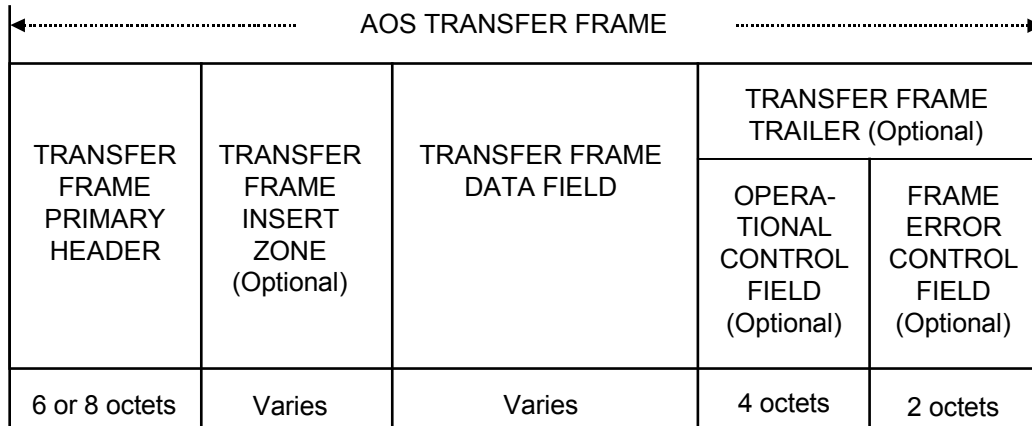 AOS TRANSFER FRAME
TRANSFER
FRAME
PRIMARY
HEADER
TRANSFER
FRAME
INSERT
ZONE
(Optional)
TRANSFER FRAME
DATA FIELD
TRANSFER FRAME
TRAILER (Optional)
OPERA-
TIONAL
CONTROL
FIELD
(Optional)
FRAME
ERROR
CONTROL
FIELD
(Optional)
6 or 8 octets
Varies
Varies
4 octets
2 octets